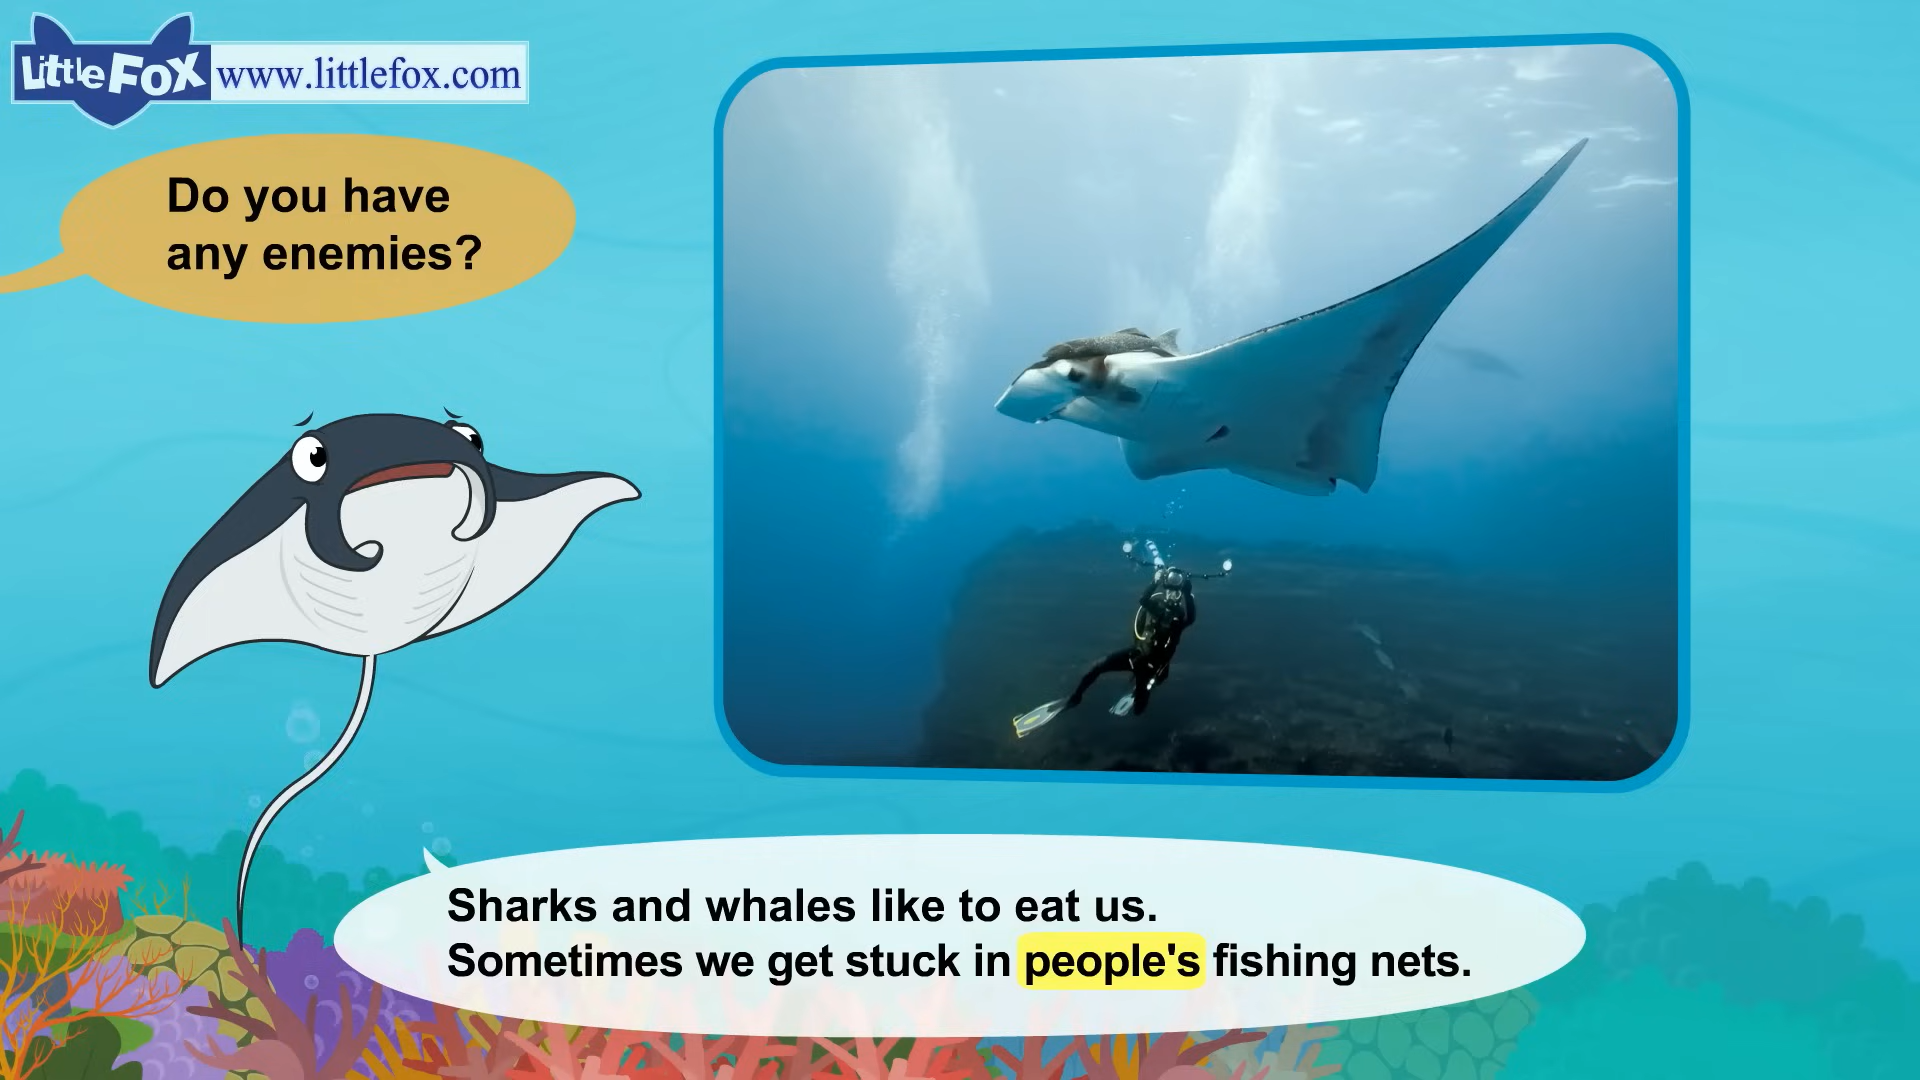 Little Fox www.littlefox.com
Do you have
any enemies?
Sharks and whales like to eat us.
Sometimes we get stuck in people's fishing nets.